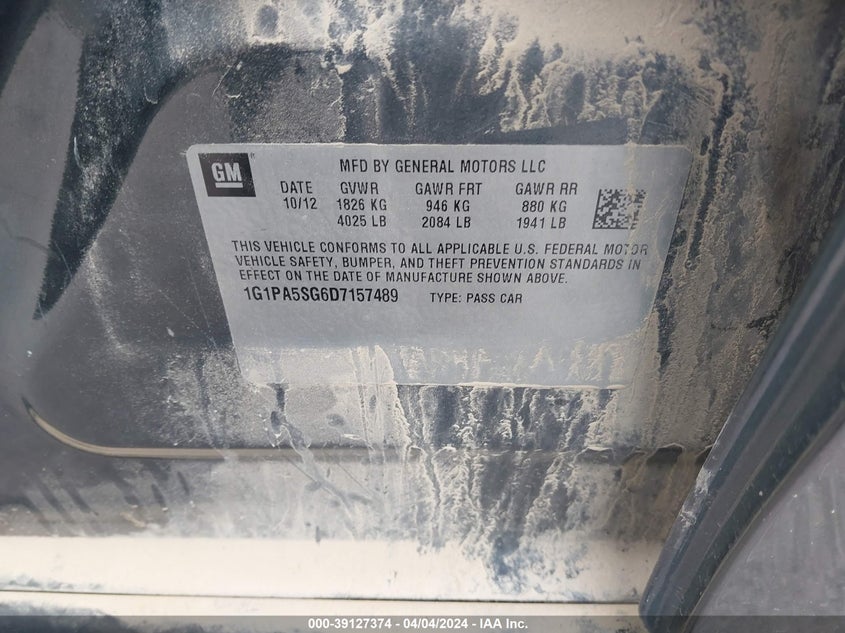 GM
MFD BY GENERAL MOTORS LLC
DATE GVWR GAWR FRT GAWR RR
10/12 1826 KG 946 KG 880 KG
4025 LB 2084 LB 1941 LB
THIS VEHICLE CONFORMS TO ALL APPLICABLE U.S. FEDERAL MOTOR
VEHICLE SAFETY, BUMPER, AND THEFT PREVENTION STANDARDS IN
EFFECT ON THE DATE OF MANUFACTURE SHOWN ABOVE.
1G1PA5SG6D7157489 TYPE: PASS CAR
000-39127374 - 04/04/2024 - IAA Inc.